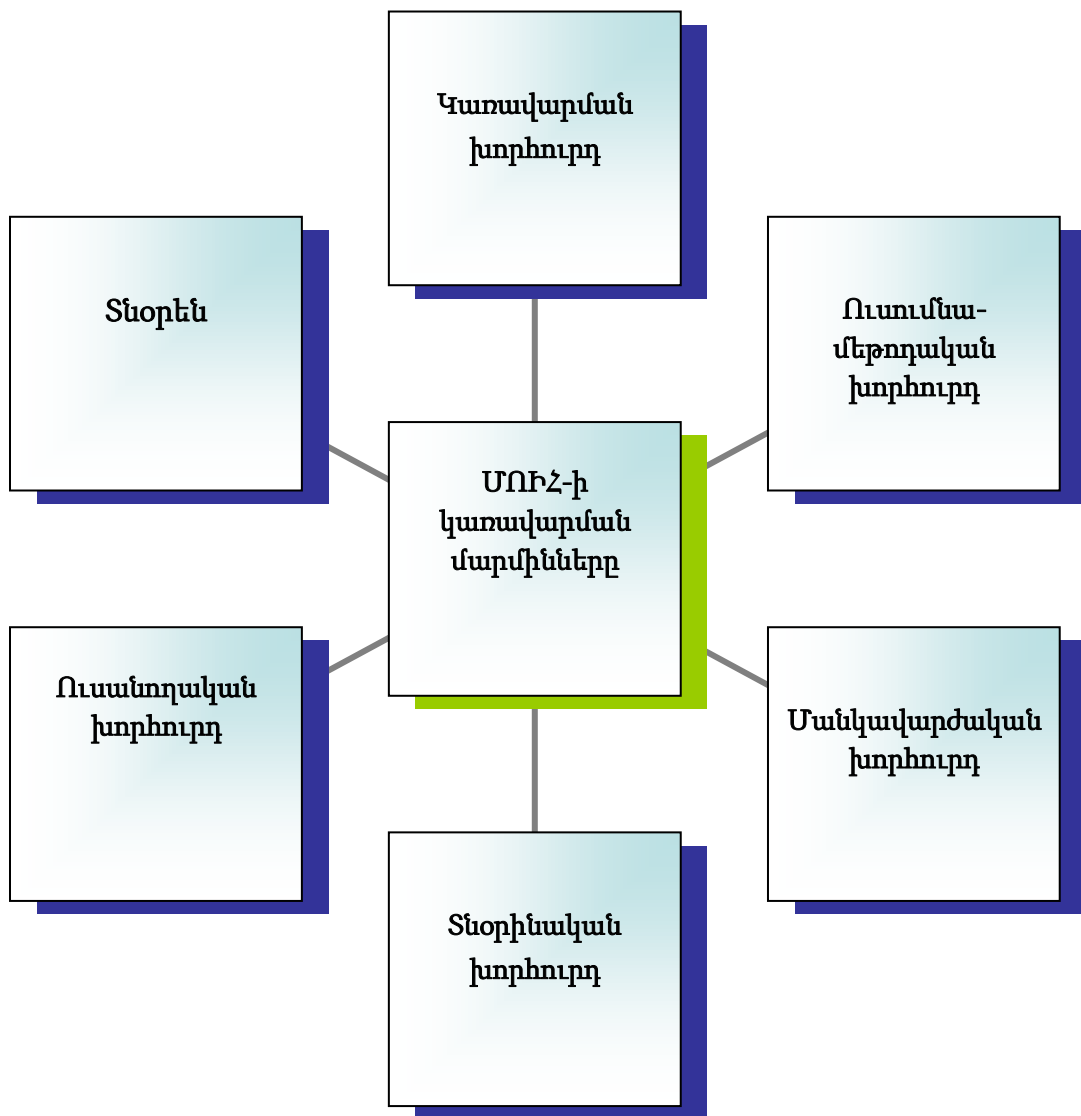 Կառավարման
խորհուրդ
Տնօրեն
Ուսումնա-
մեթոդական
խորհուրդ
ՄՈՒՀ-ի
կառավարման
մարմինները
Ուսանողական
խորհուրդ
Մանկավարժական
խորհուրդ
Տնօրինական
խորհուրդ